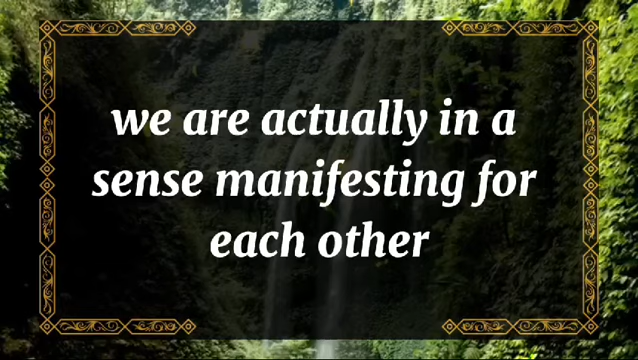 we are actually in a
sense manifesting for
each other